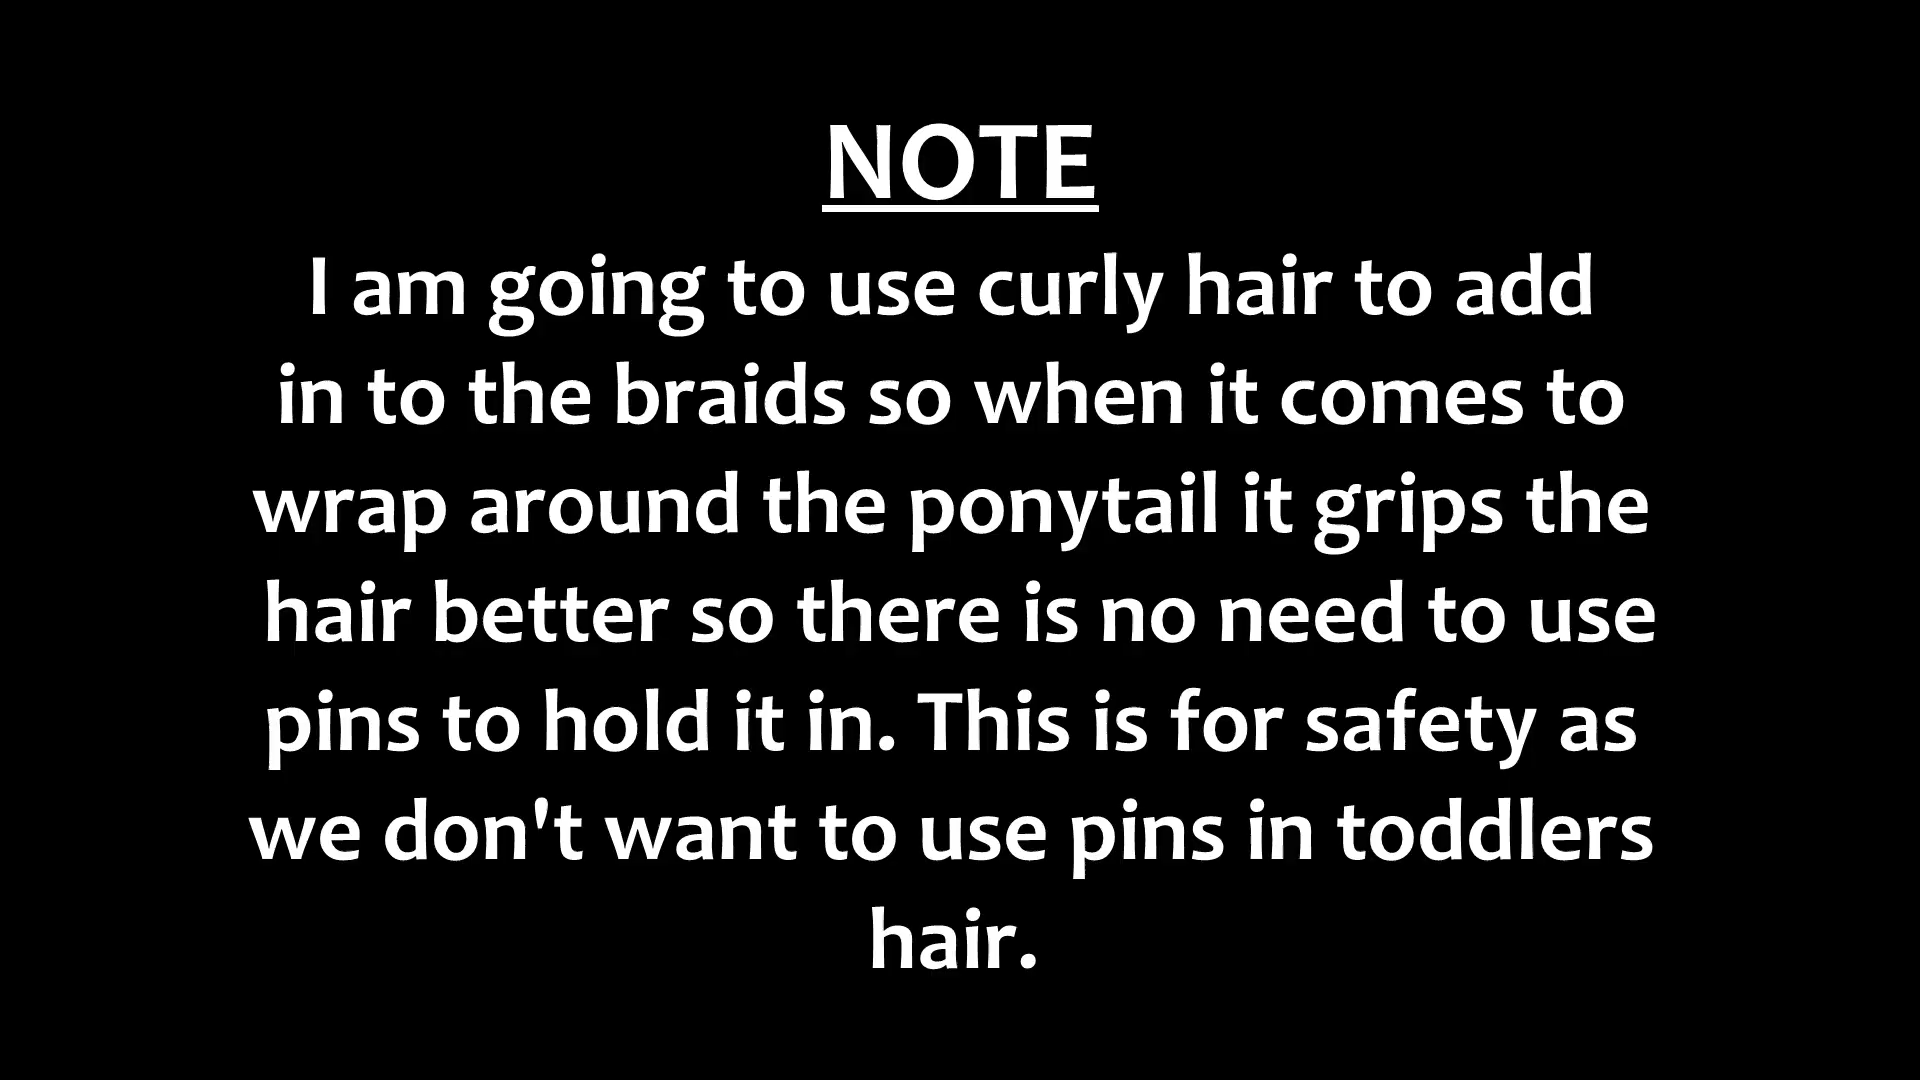 NOTE
I am going to use curly hair to add
in to the braids so when it comes to
wrap around the ponytail it grips the
hair better so there is no need to use
pins to hold it in. This is for safety as
we don't want to use pins in toddlers
hair.